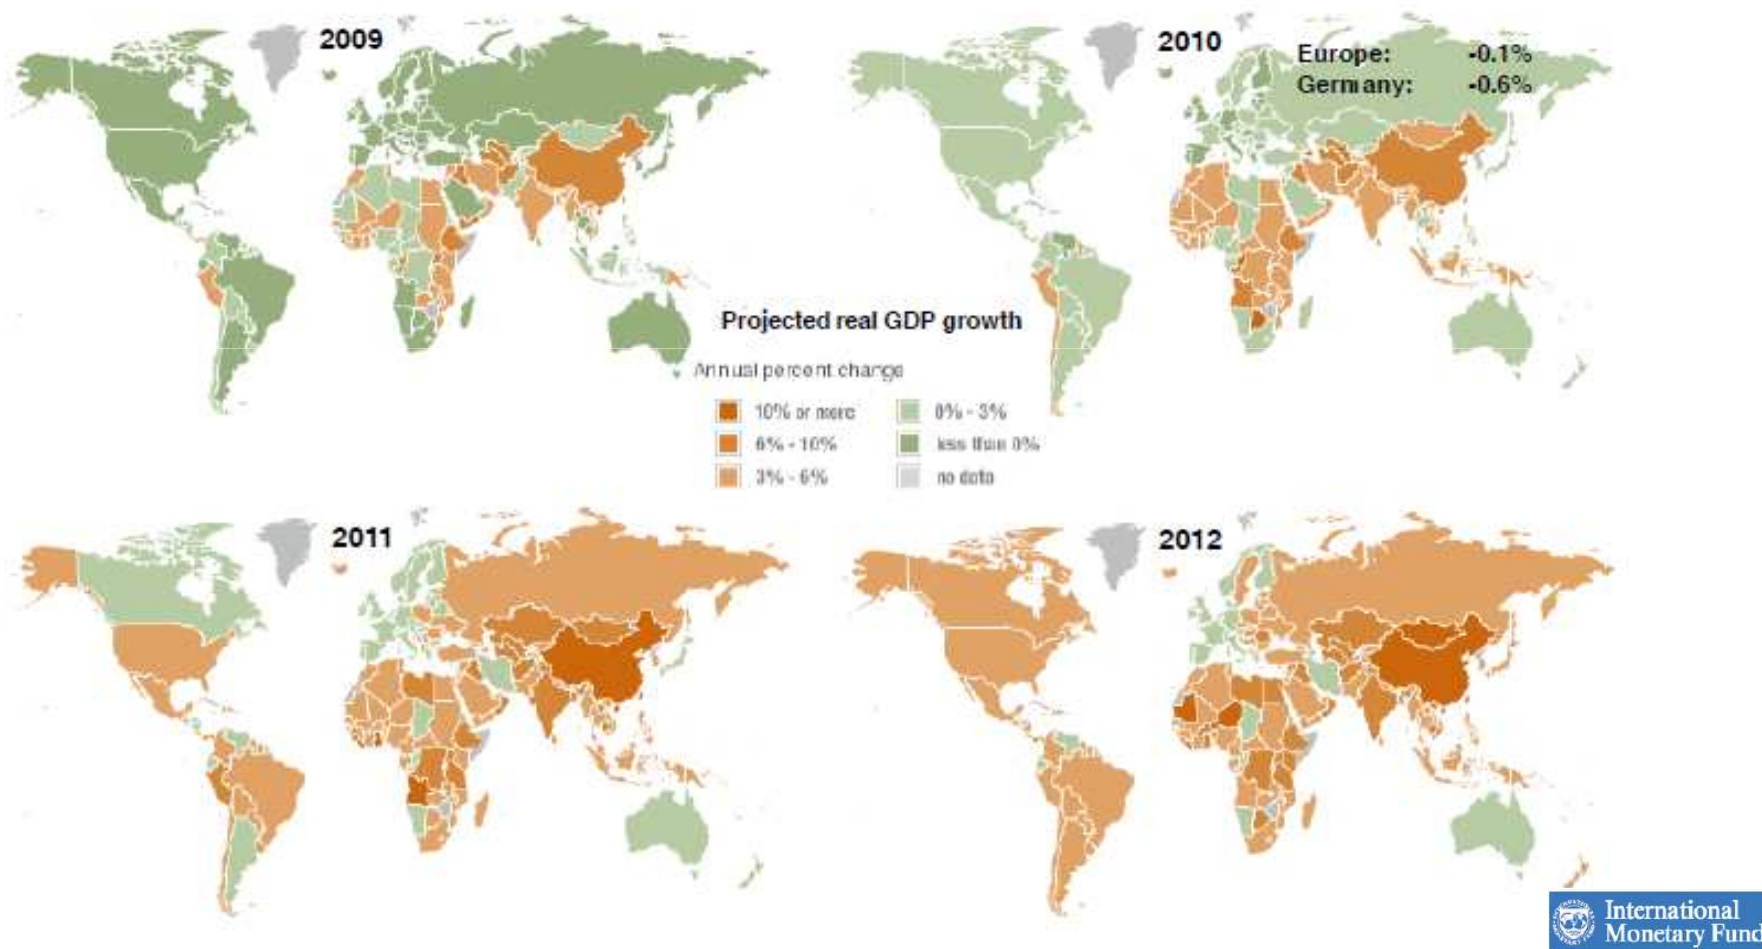 2009
2010
Europe: -0.1%
Germany: -0.6%
Projected real GDP growth
Annual percent change
10% or more
6% - 10%
3% - 6%
0% - 3%
less than 0%
no data
2011
2012
International
Monetary Fund